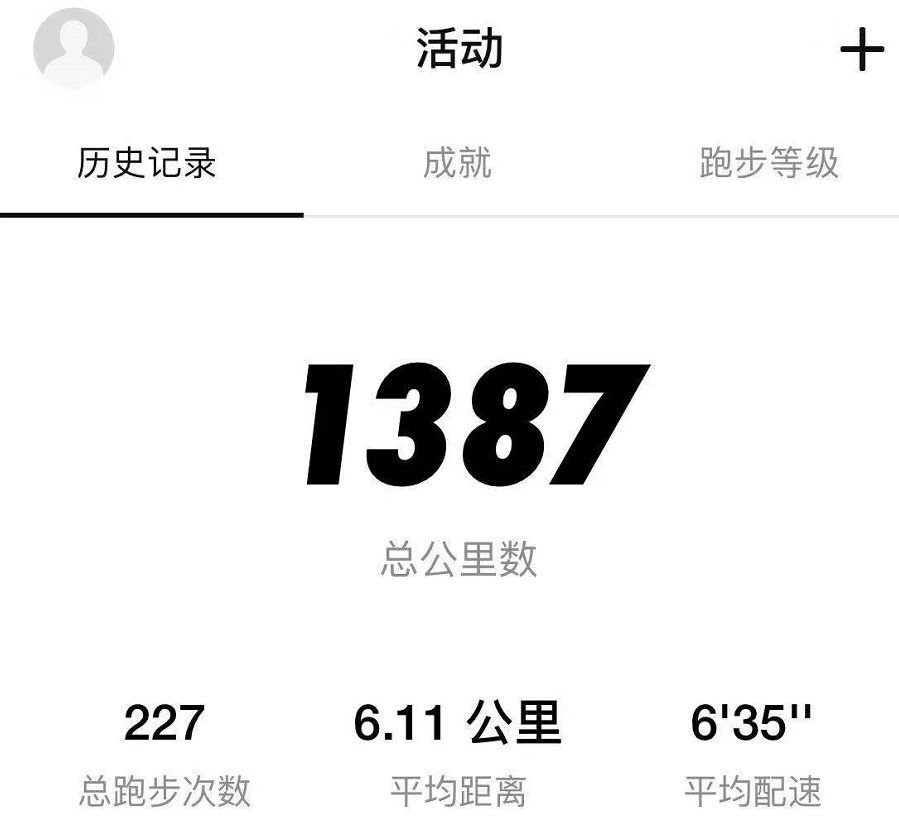 活动
历史记录 成就 跑步等级
1387
总公里数
227 6.11 公里 6'35''
总跑步次数 平均距离 平均配速